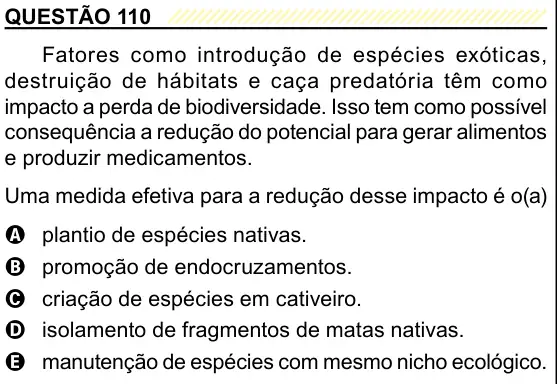 QUESTÃO 110
Fatores como introdução de espécies exóticas,
destruição de hábitats e caça predatória têm como
impacto a perda de biodiversidade. Isso tem como possível
consequência a redução do potencial para gerar alimentos
e produzir medicamentos.
Uma medida efetiva para a redução desse impacto é o(a)
A plantio de espécies nativas.
B promoção de endocruzamentos.
C criação de espécies em cativeiro.
D isolamento de fragmentos de matas nativas.
E manutenção de espécies com mesmo nicho ecológico.